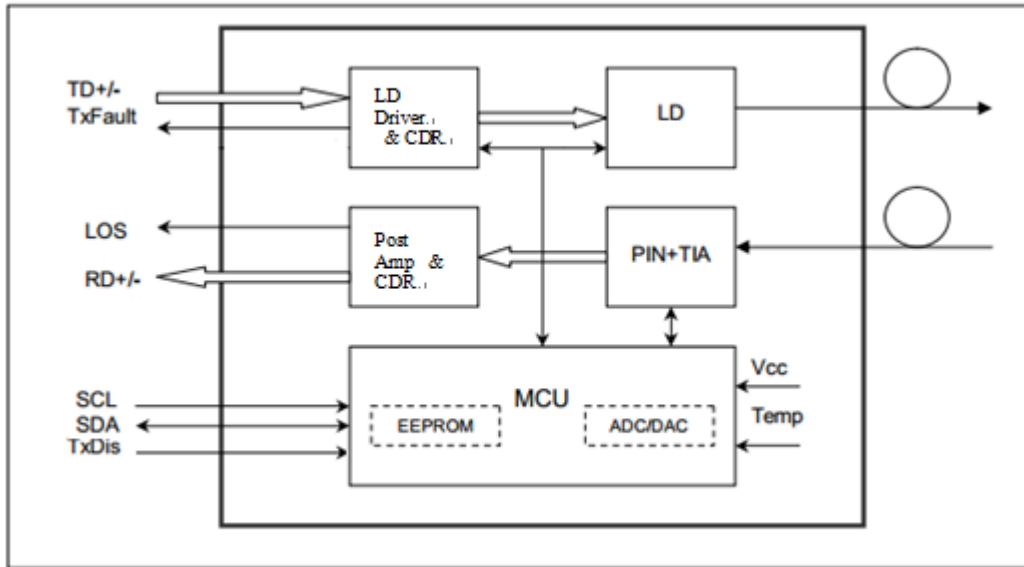 TD+/-
TxFault
LD
Driver.
& CDR.
LD
LOS
RD+/-
Post
Amp &
CDR.
PIN+TIA
SCL
SDA
TxDis
MCU
EEPROM
ADC/DAC
Vcc
Temp